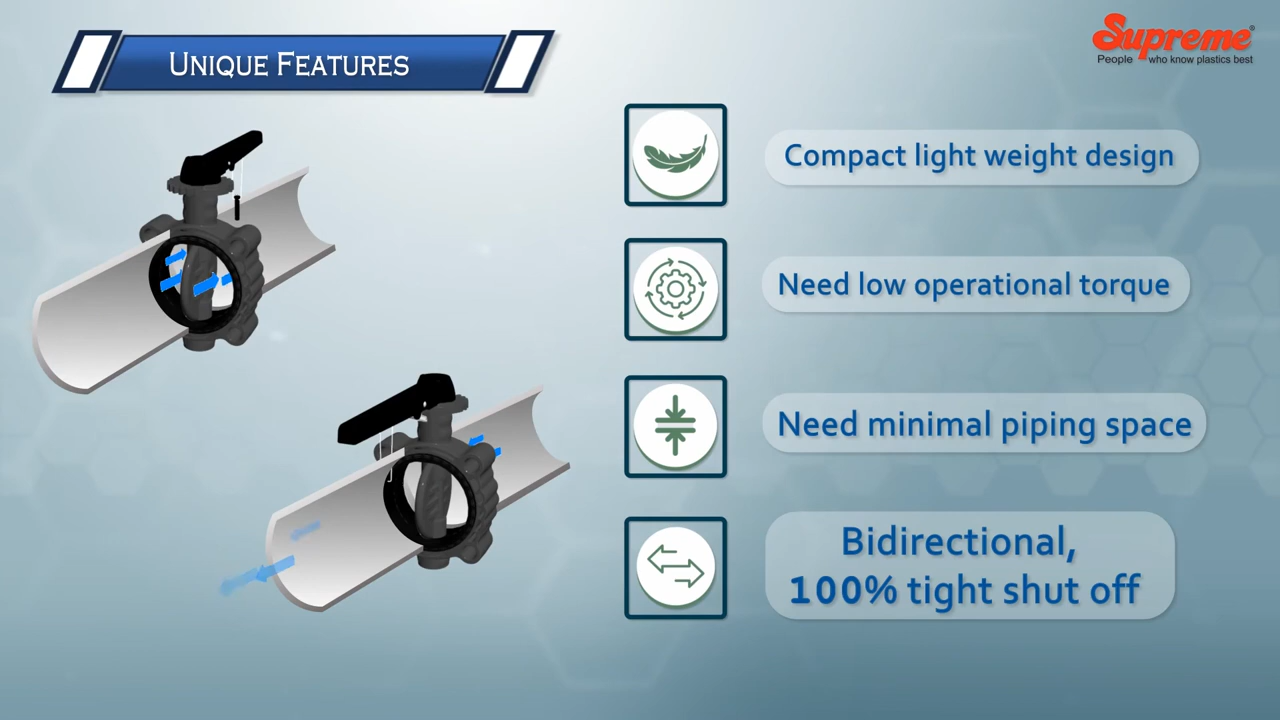 Unique Features
Supreme®
People who know plastics best
Compact light weight design
Need low operational torque
Need minimal piping space
Bidirectional,
100% tight shut off